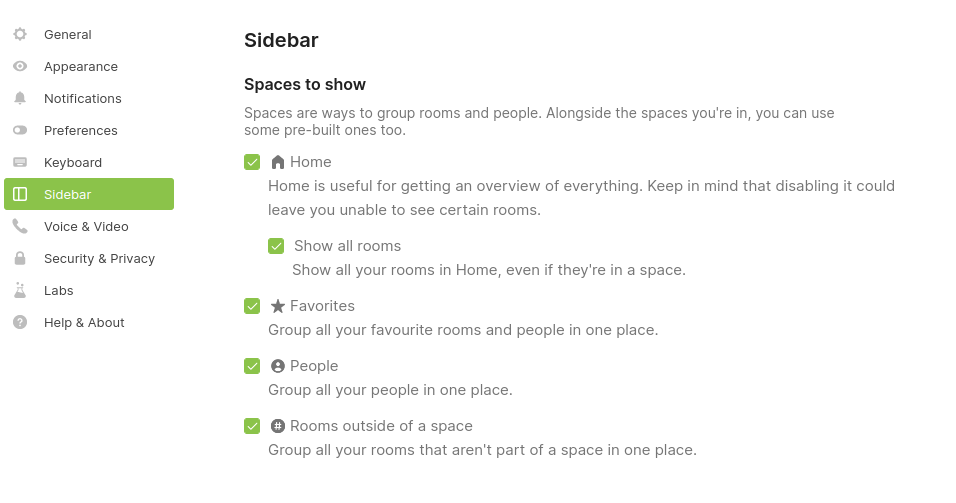 General
Appearance
Notifications
Preferences
Keyboard
Sidebar
Voice & Video
Security & Privacy
Labs
Help & About
Sidebar
Spaces to show
Spaces are ways to group rooms and people. Alongside the spaces you're in, you can use
some pre-built ones too.
Home
Home is useful for getting an overview of everything. Keep in mind that disabling it could
leave you unable to see certain rooms.
Show all rooms
Show all your rooms in Home, even if they're in a space.
Favorites
Group all your favourite rooms and people in one place.
People
Group all your people in one place.
Rooms outside of a space
Group all your rooms that aren't part of a space in one place.